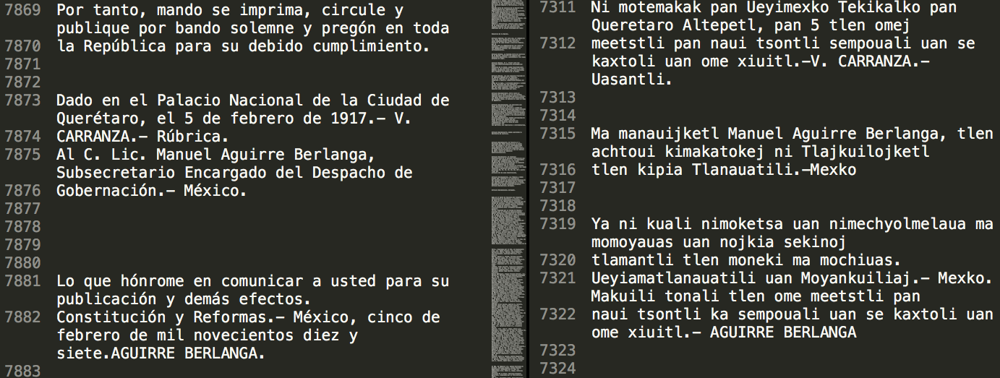 7869 Por tanto, mando se imprima, circule y
publique por bando solemne y pregón en toda
7870 la República para su debido cumplimiento.
7871
7872
7873 Dado en el Palacio Nacional de la Ciudad de
Querétaro, el 5 de febrero de 1917.– V.
7874 CARRANZA.– Rúbrica.
7875 Al C. Lic. Manuel Aguirre Berlanga,
Subsecretario Encargado del Despacho de
7876 Gobernación.– México.
7877
7878
7879
7880
7881 Lo que hónrome en comunicar a usted para su
publicación y demás efectos.
7882 Constitución y Reformas.– México, cinco de
febrero de mil novecientos diez y
siete.AGUIRRE BERLANGA.
7883
7311 Ni motemakak pan Ueyimexko Tekikalko pan
Queretaro Altepetl, pan 5 tlen omej
7312 meetstli pan naui tsontli sempouali uan se
kaxtoli uan ome xiuitl.–V. CARRANZA.–
Uasantli.
7313
7314
7315 Ma manauijketl Manuel Aguirre Berlanga, tlen
achtoui kimakatokej ni Tlajkuilojketl
7316 tlen kipia Tlanauatili.–Mexko
7317
7318
7319 Ya ni kuali nimoketsa uan nimechyolmelaua ma
momoyauas uan nojkia sekinoj
7320 tlamantli tlen moneki ma mochiuas.
7321 Ueyiamatlanauatili uan Moyankuiliaj.– Mexko.
Makuili tonali tlen ome meetstli pan
7322 naui tsontli ka sempouali uan se kaxtoli uan
ome xiuitl.– AGUIRRE BERLANGA
7323
7324